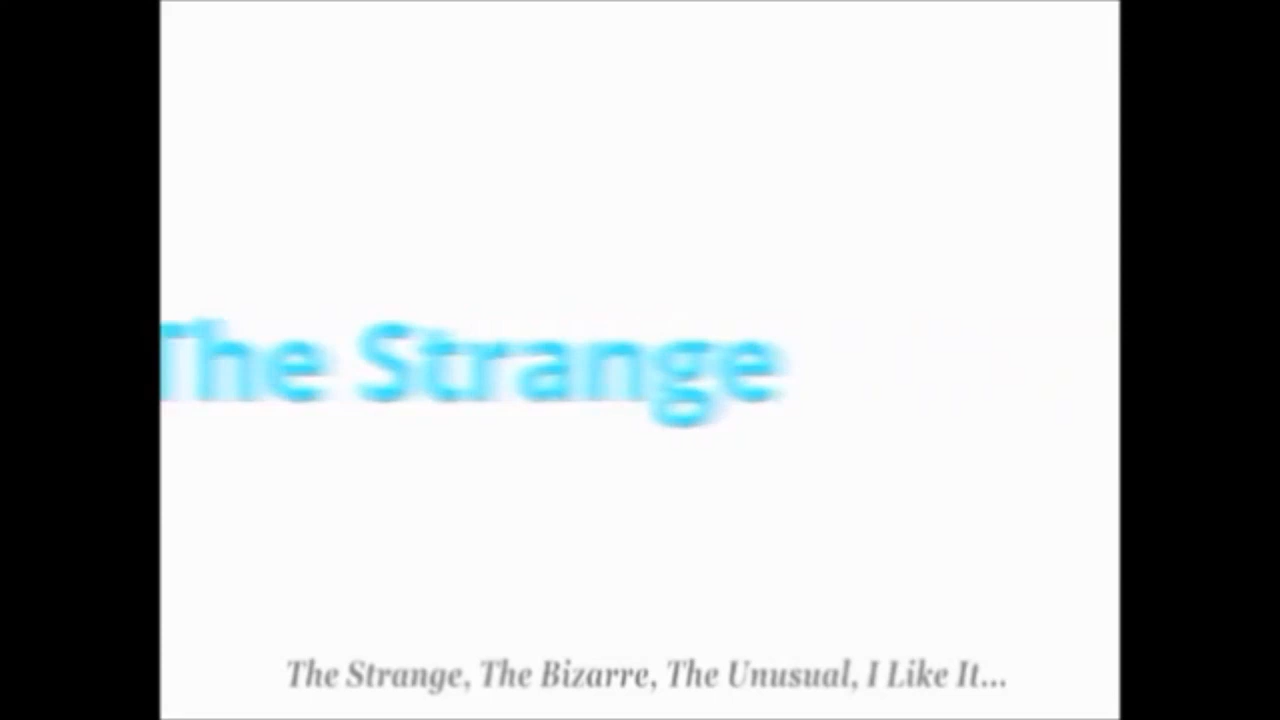 The Strange
The Strange, The Bizarre, The Unusual, I Like It...